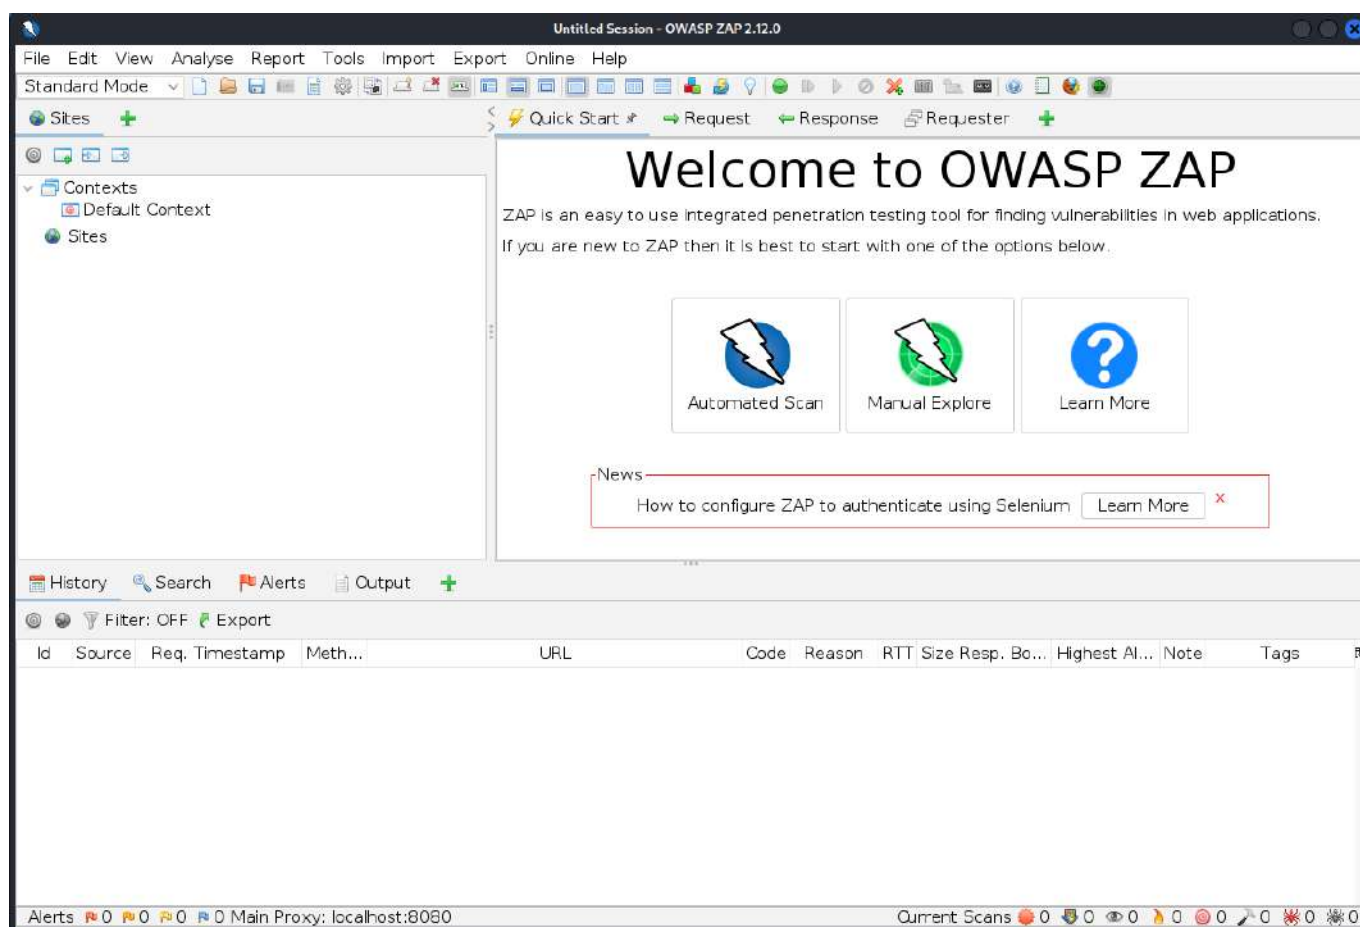 Untitled Session - OWASP ZAP 2.12.0
File Edit View Analyse Report Tools Import Export Online Help
Standard Mode
Sites
Quick Start Request Response Requester
Contexts
Default Context
Sites
Welcome to OWASP ZAP
ZAP is an easy to use integrated penetration testing tool for finding vulnerabilities in web applications.
If you are new to ZAP then it is best to start with one of the options below.
Automated Scan Manual Explore Learn More
News
How to configure ZAP to authenticate using Selenium Learn More x
History Search Alerts Output
Filter: OFF Export
Id Source Req. Timestamp Meth... URL Code Reason RTT Size Resp. Bo... Highest Al... Note Tags
Alerts 0 0 0 0 Main Proxy: localhost:8080 Current Scans 0 0 0 0 0 0 0 0